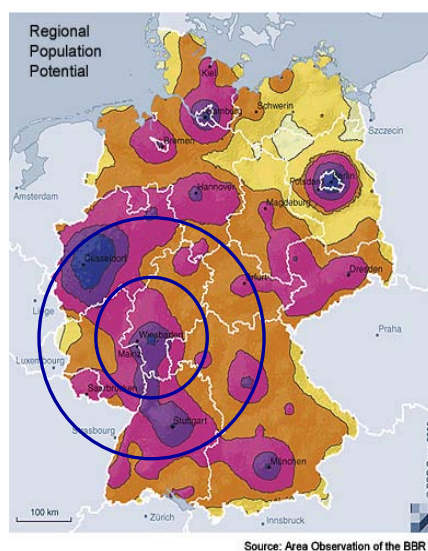 Regional
Population
Potential
Kiel
Hamburg
Schwerin
Szczecin
Bremen
Amsterdam
Hannover
Potsdam
Berlin
Magdeburg
Düsseldorf
Erfurt
Dresden
Liège
Wiesbaden
Mainz
Praha
Luxembourg
Saarbrücken
Strasbourg
Stuttgart
München
100 km
Zürich
Innsbruck
Source: Area Observation of the BBR